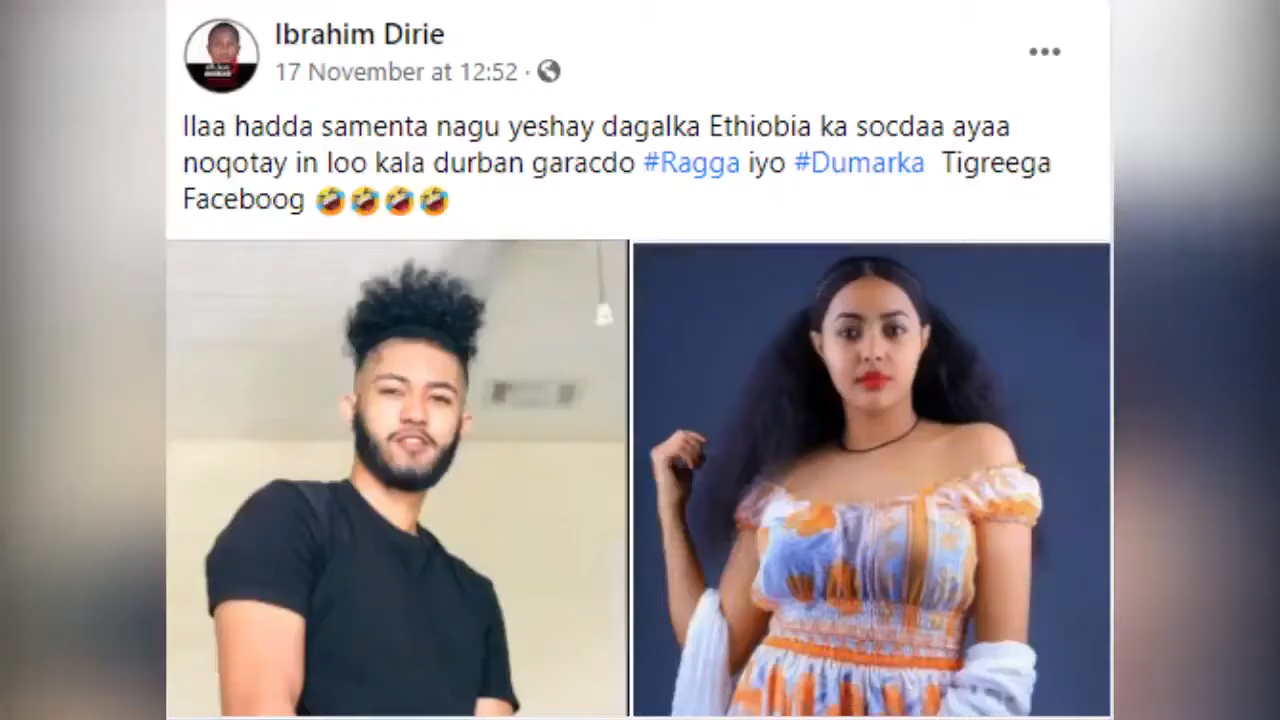 Ibrahim Dirie
17 November at 12:52 ·
Ilaa hadda samenta nagu yeshay dagalka Ethiobia ka socdaa ayaa
noqotay in loo kala durban garacdo #Ragga iyo #Dumarka Tigreega
Faceboog 🤣🤣🤣🤣